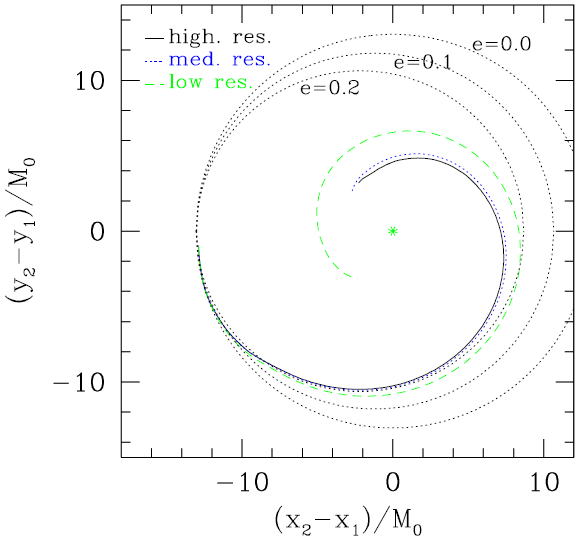 high. res.
med. res.
low res.
e=0.0
e=0.1
e=0.2
10
0
−10
(y₂−y₁)/M₀
−10
0
10
(x₂−x₁)/M₀